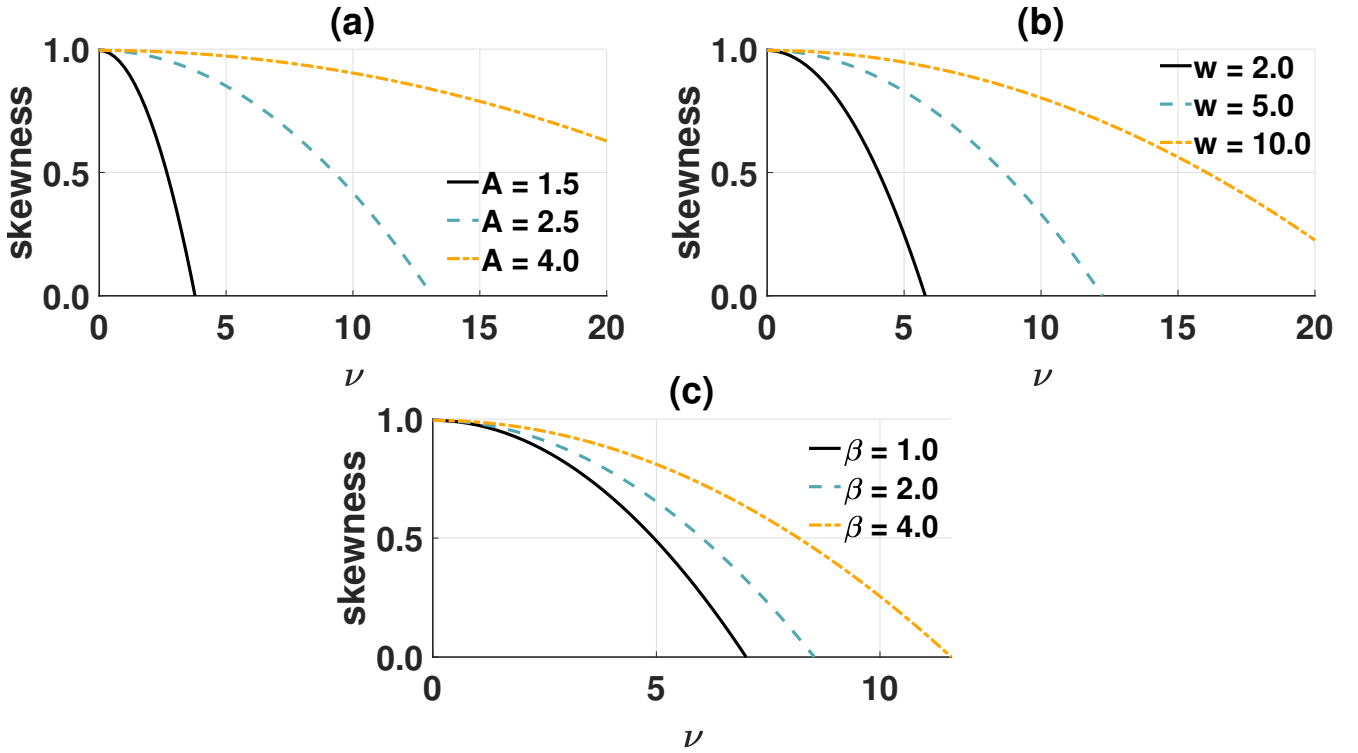 (a)
skewness
1.0
0.5
0.0
0 5 10 15 20
ν
A = 1.5
A = 2.5
A = 4.0
(b)
skewness
1.0
0.5
0.0
0 5 10 15 20
ν
w = 2.0
w = 5.0
w = 10.0
(c)
skewness
1.0
0.5
0.0
0 5 10
ν
β = 1.0
β = 2.0
β = 4.0